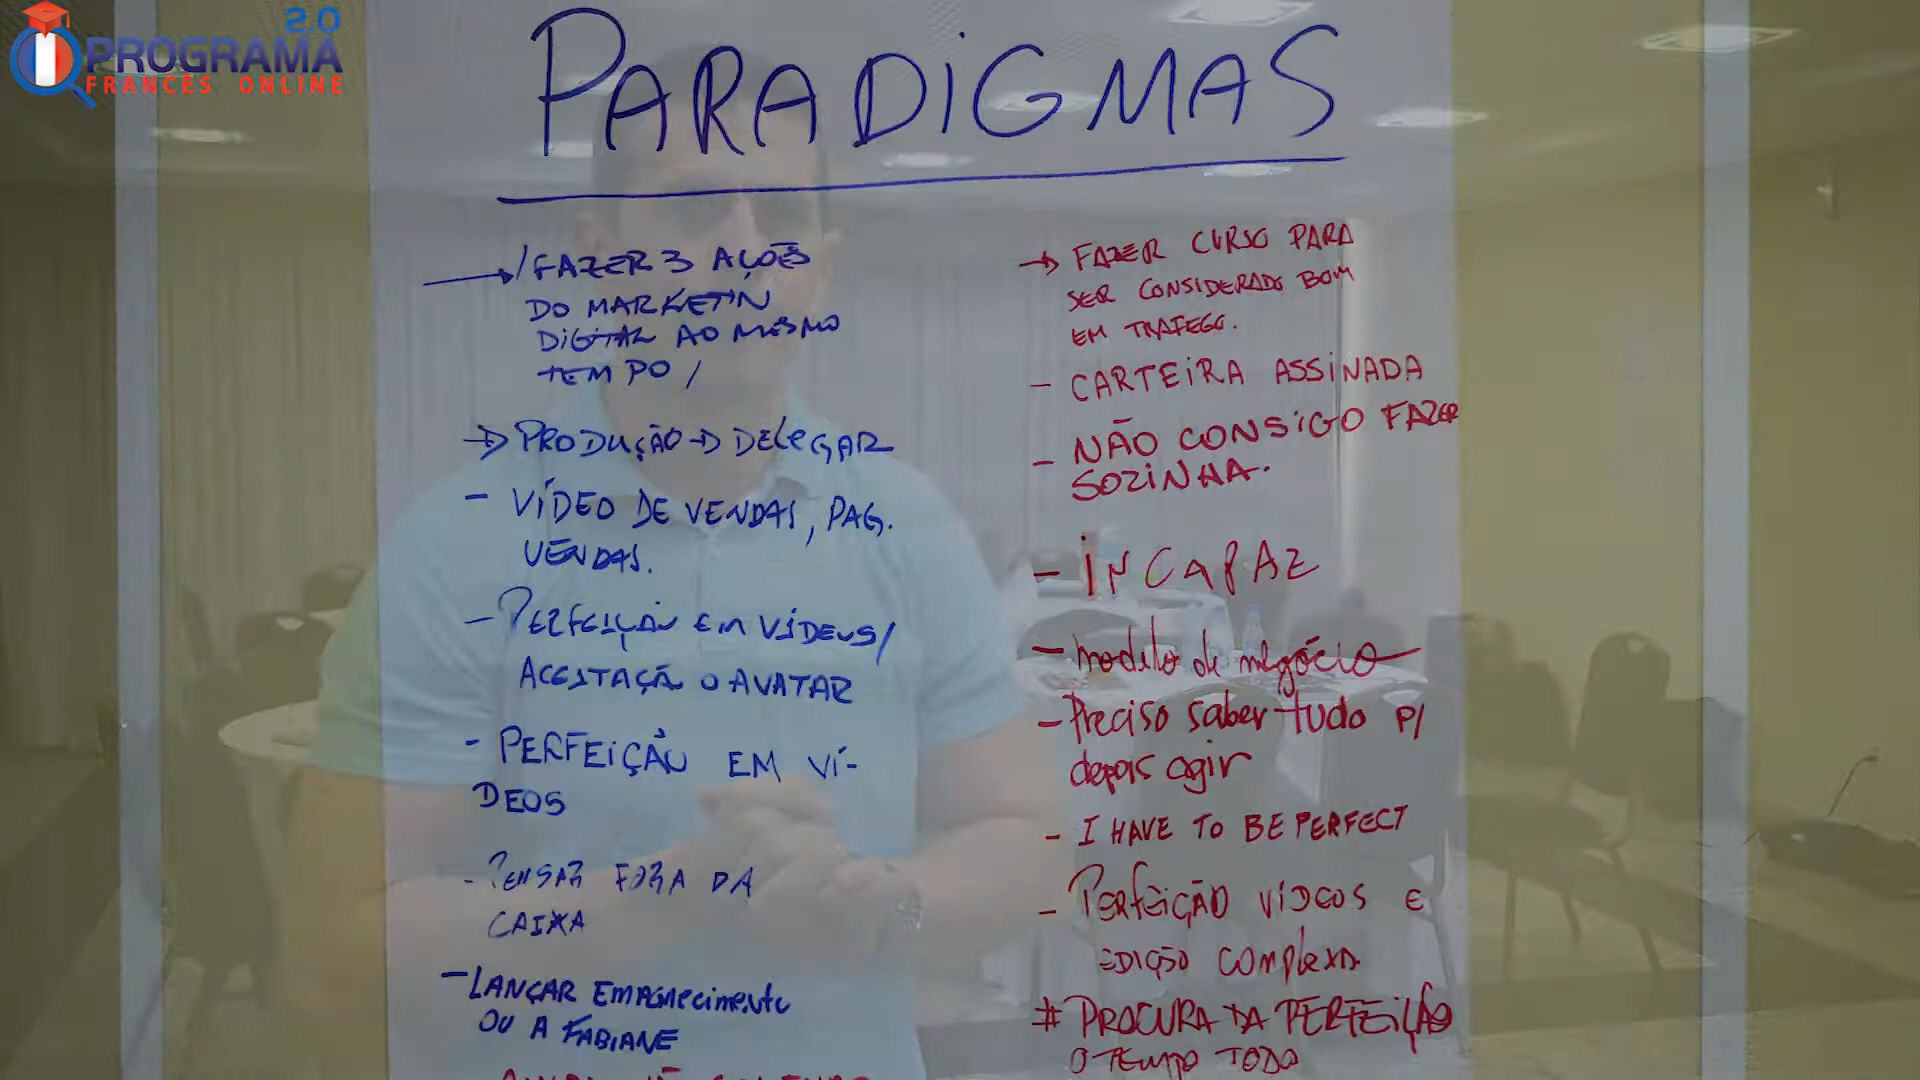 2.0
PROGRAMA
FRANCÊS ONLINE
PARADIGMAS
/FAZER 3 AÇÕES
DO MARKETIN
DIGITAL AO MESMO
TEMPO /
→ PRODUÇÃO → DELEGAR
- VÍDEO DE VENDAS, PAG.
VENDAS.
- PERFEIÇÃO EM VÍDEOS/
ACEITAÇÃO O AVATAR
- PERFEIÇÃO EM VÍ-
DEOS
- PENSAR FORA DA
CAIXA
- LANÇAR EMAGRECIMENTO
OU A FABIANE
→ FAZER CURSO PARA
SER CONSIDERADO BOM
EM TRAFEGO.
- CARTEIRA ASSINADA
- NÃO CONSIGO FAZER
SOZINHA.
- INCAPAZ
- modelo de negócio
- Preciso saber tudo p/
depois agir
- I HAVE TO BE PERFECT
- PERFEIÇÃO VÍDEOS E
EDIÇÃO COMPLEXA
# PROCURA DA PERFEIÇÃO
O TEMPO TODO